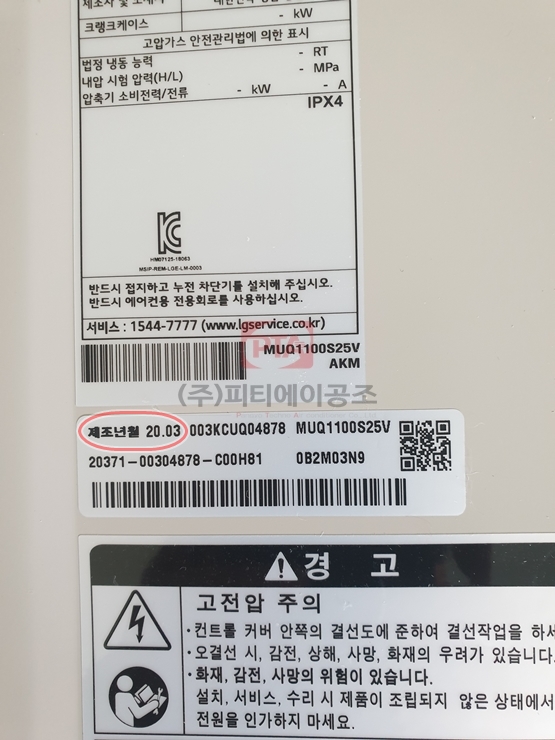 크랭크케이스 - kW
고압가스 안전관리법에 의한 표시
법정 냉동 능력 - RT
내압 시험 압력(H/L) - MPa
압축기 소비전력/전류 - kW - A
IPX4
HM07125-18063
MSIP-REM-LGE-LM-0003
반드시 접지하고 누전 차단기를 설치해 주십시오.
반드시 에어컨용 전용회로를 사용하십시오.
서비스 : 1544-7777 (www.lgservice.co.kr)
MUQ1100S25V
AKM
PTA
(주)피티에이공조
제조년월 20.03 003KCUQ04878 MUQ1100S25V
20371-00304878-C00H81 0B2M03N9
경 고
고전압 주의
·컨트롤 커버 안쪽의 결선도에 준하여 결선작업을 하세
·오결선 시, 감전, 상해, 사망, 화재의 우려가 있습니다.
·화재, 감전, 사망의 위험이 있습니다.
설치, 서비스, 수리 시 제품이 조립되지 않은 상태에서
전원을 인가하지 마세요.